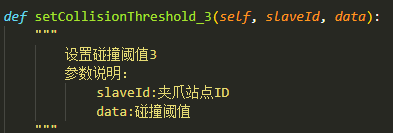 def setCollisionThreshold_3(self, slaveId, data):
"""
设置碰撞阈值3
参数说明:
slaveId:夹爪站点ID
data:碰撞阈值
"""